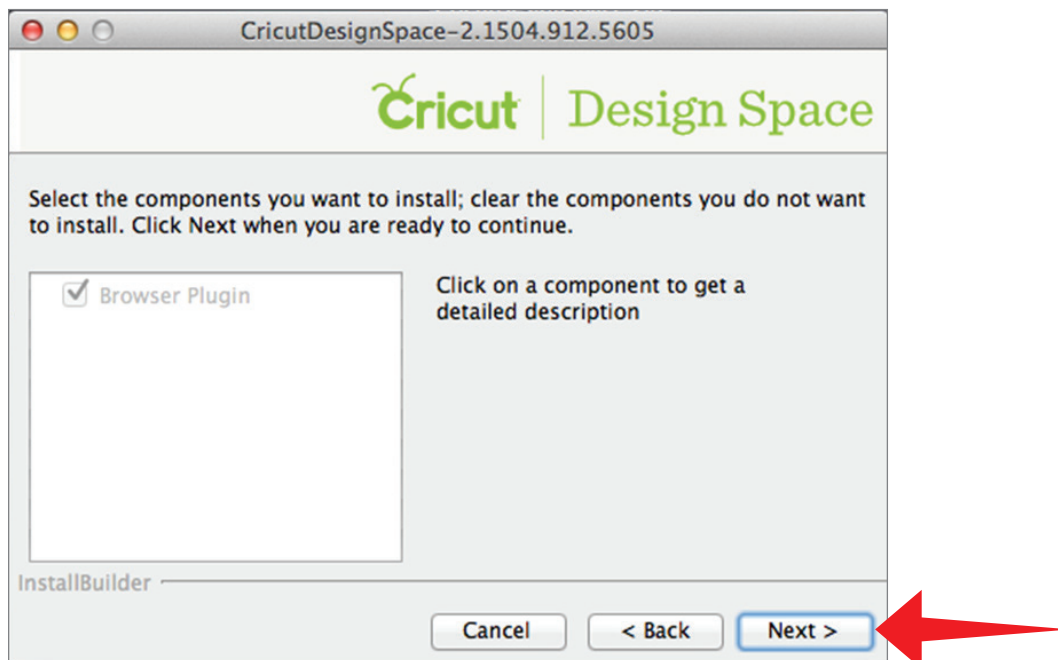 CricutDesignSpace-2.1504.912.5605
Cricut Design Space
Select the components you want to install; clear the components you do not want
to install. Click Next when you are ready to continue.
Browser Plugin
Click on a component to get a
detailed description
InstallBuilder
Cancel
< Back
Next >